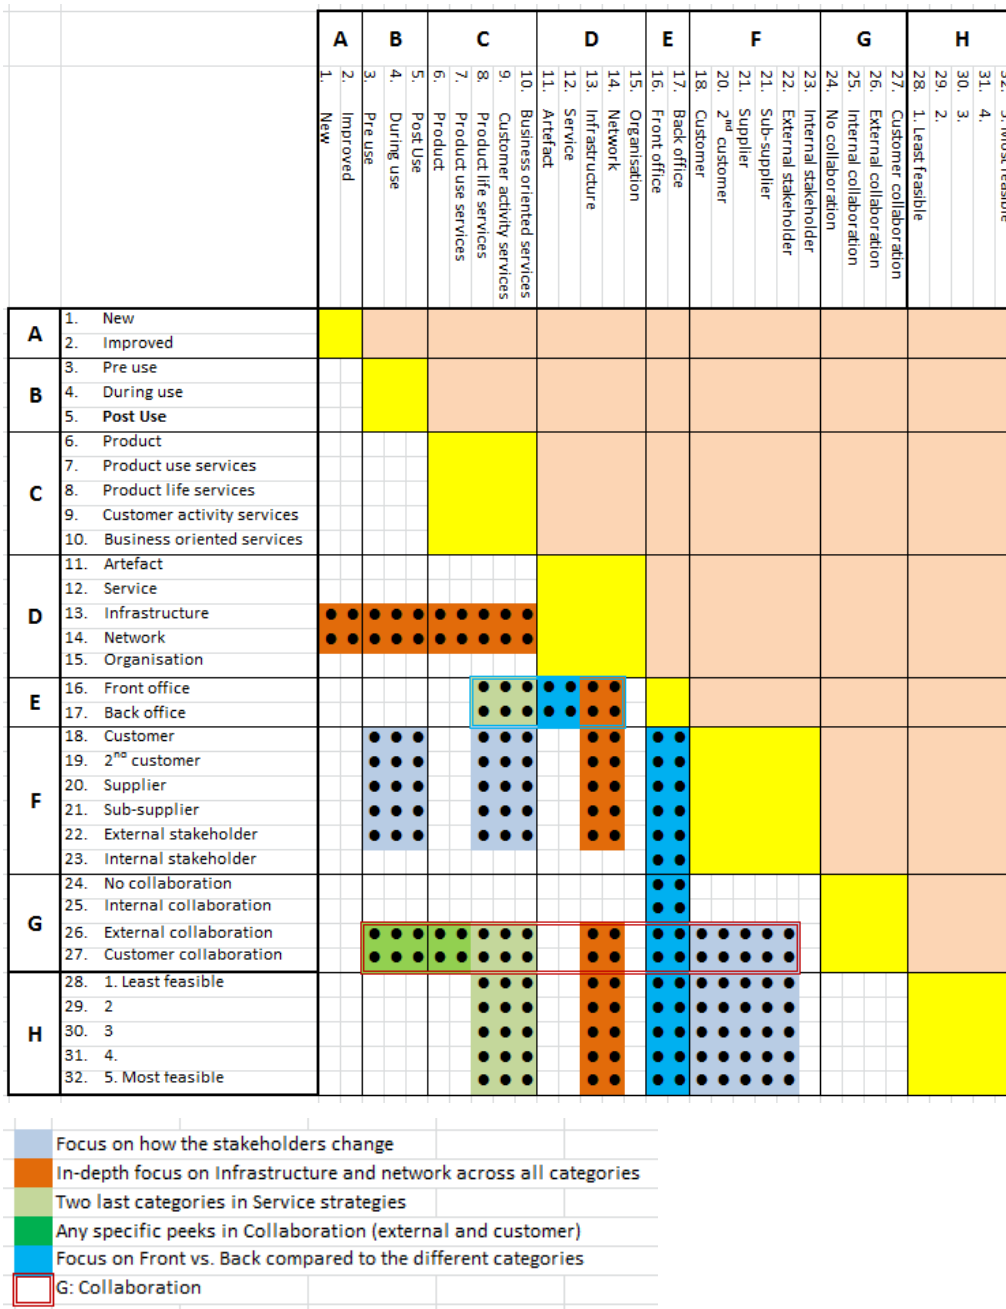 A B C D E F G H
1. New
2. Improved
3. Pre use
4. During use
5. Post Use
6. Product
7. Product use services
8. Product life services
9. Customer activity services
10. Business oriented services
11. Artefact
12. Service
13. Infrastructure
14. Network
15. Organisation
16. Front office
17. Back office
18. Customer
20. 2nd customer
21. Supplier
21. Sub-supplier
22. External stakeholder
23. Internal stakeholder
24. No collaboration
25. Internal collaboration
26. External collaboration
27. Customer collaboration
28. 1. Least feasible
29. 2.
30. 3.
31. 4.
32. 5. Most feasible
A
1. New
2. Improved
B
3. Pre use
4. During use
5. Post Use
C
6. Product
7. Product use services
8. Product life services
9. Customer activity services
10. Business oriented services
D
11. Artefact
12. Service
13. Infrastructure
14. Network
15. Organisation
E
16. Front office
17. Back office
F
18. Customer
19. 2nd customer
20. Supplier
21. Sub-supplier
22. External stakeholder
23. Internal stakeholder
G
24. No collaboration
25. Internal collaboration
26. External collaboration
27. Customer collaboration
H
28. 1. Least feasible
29. 2
30. 3
31. 4.
32. 5. Most feasible
Focus on how the stakeholders change
In-depth focus on Infrastructure and network across all categories
Two last categories in Service strategies
Any specific peeks in Collaboration (external and customer)
Focus on Front vs. Back compared to the different categories
G: Collaboration